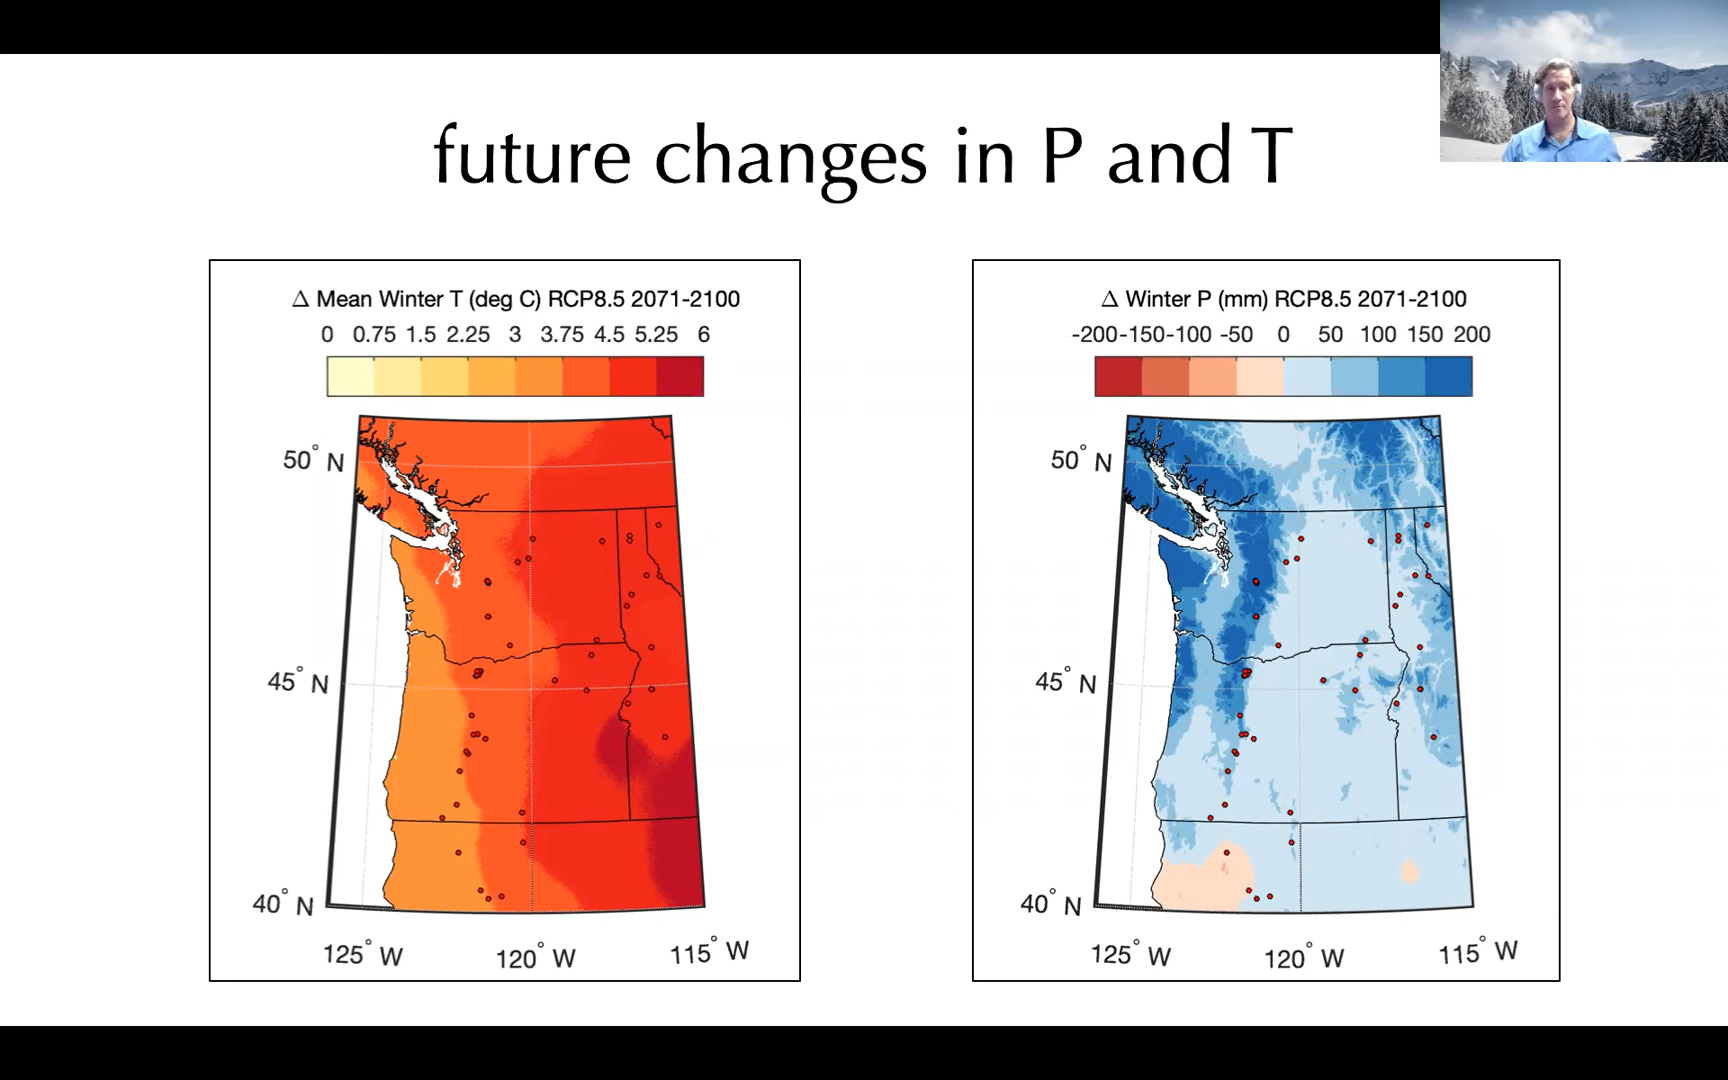 future changes in P and T
Δ Mean Winter T (deg C) RCP8.5 2071-2100
0 0.75 1.5 2.25 3 3.75 4.5 5.25 6
50° N
45° N
40° N
125° W 120° W 115° W
Δ Winter P (mm) RCP8.5 2071-2100
-200-150-100 -50 0 50 100 150 200
50° N
45° N
40° N
125° W 120° W 115° W